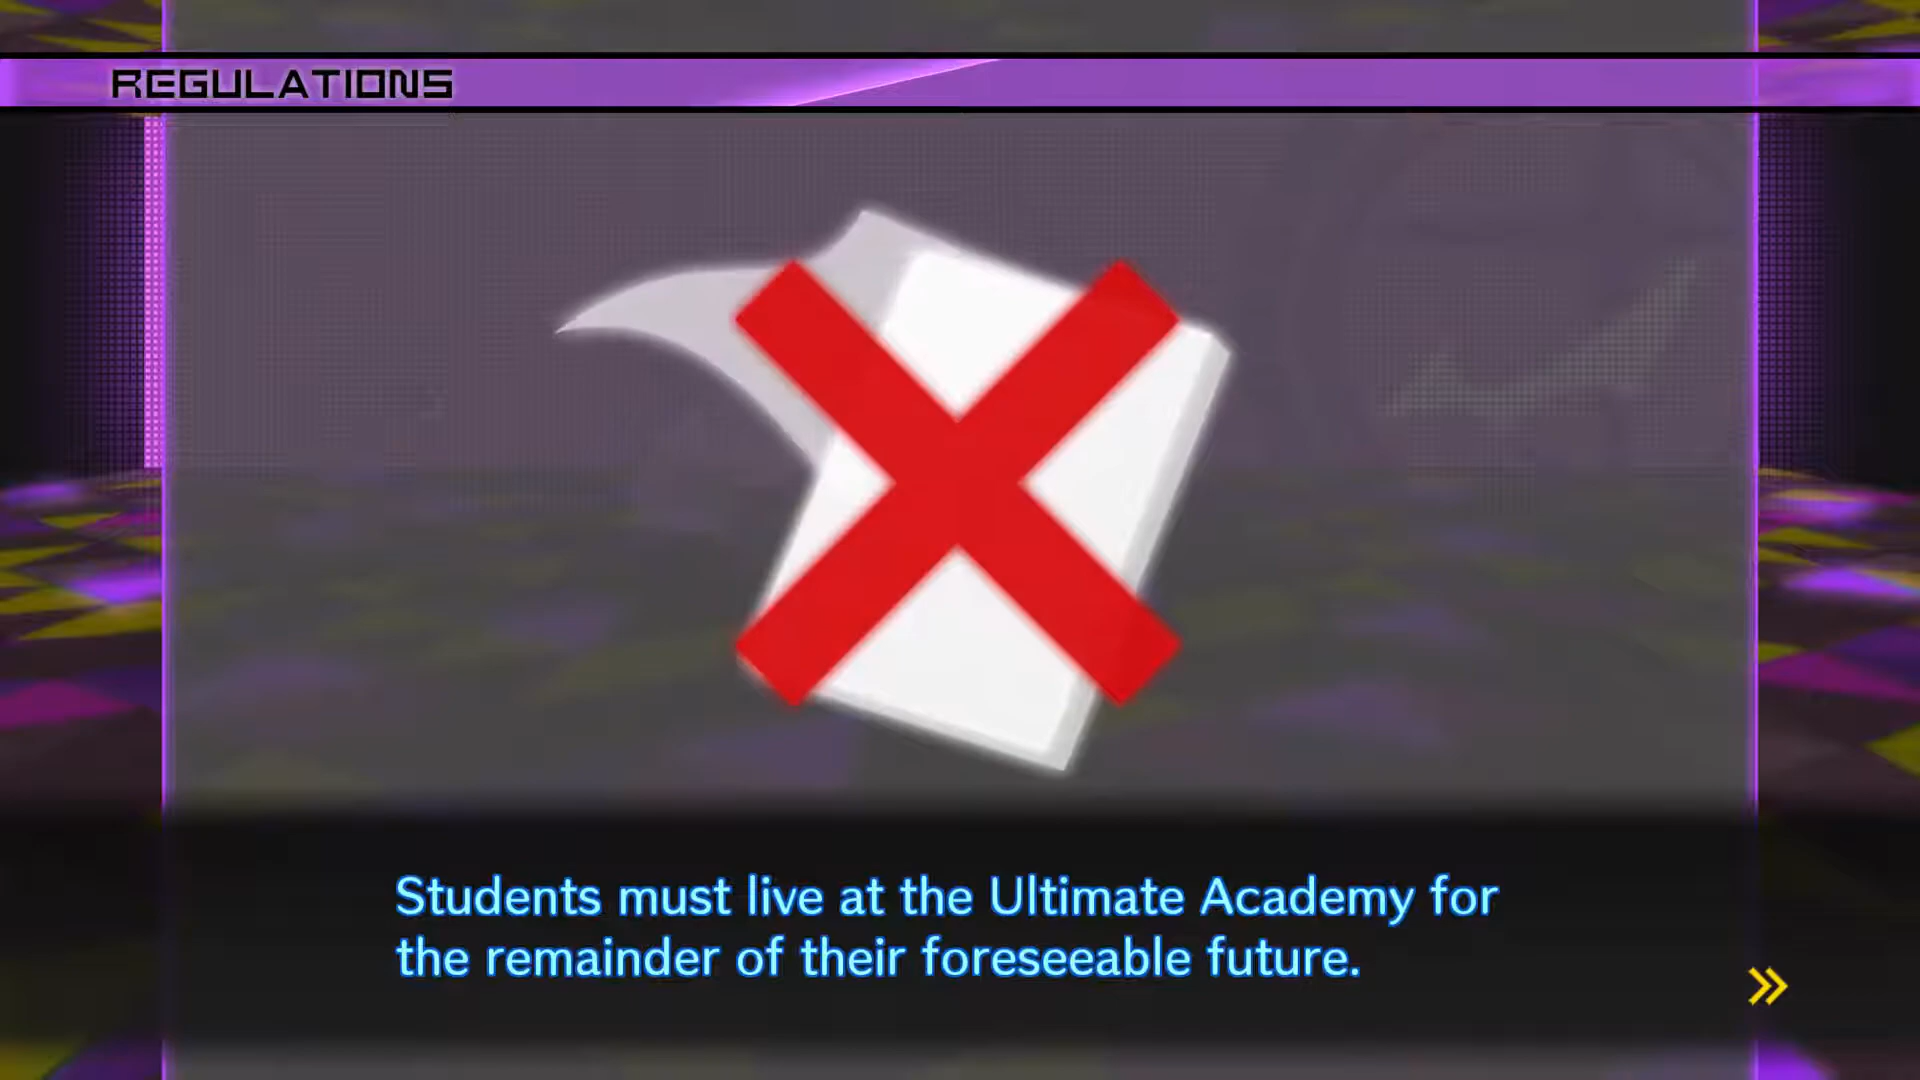 REGULATIONS
Students must live at the Ultimate Academy for
the remainder of their foreseeable future.